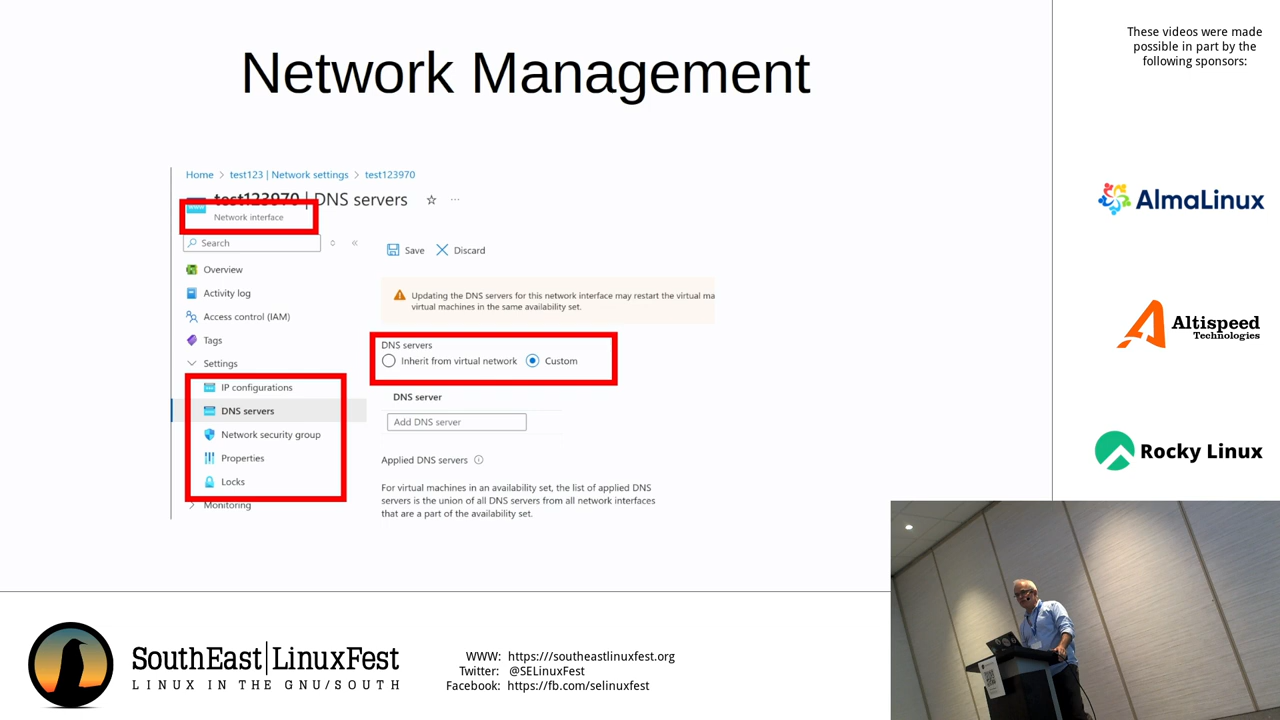 Network Management
Home > test123 | Network settings > test123970
test123970 | DNS servers
Network interface
Search
Overview
Activity log
Access control (IAM)
Tags
Settings
IP configurations
DNS servers
Network security group
Properties
Locks
Monitoring
Save
Discard
Updating the DNS servers for this network interface may restart the virtual ma
virtual machines in the same availability set.
DNS servers
Inherit from virtual network
Custom
DNS server
Add DNS server
Applied DNS servers
For virtual machines in an availability set, the list of applied DNS
servers is the union of all DNS servers from all network interfaces
that are a part of the availability set.
These videos were made
possible in part by the
following sponsors:
AlmaLinux
Altispeed
Technologies
Rocky Linux
SouthEast|LinuxFest
LINUX IN THE GNU/SOUTH
WWW: https:///southeastlinuxfest.org
Twitter: @SELinuxFest
Facebook: https://fb.com/selinuxfest